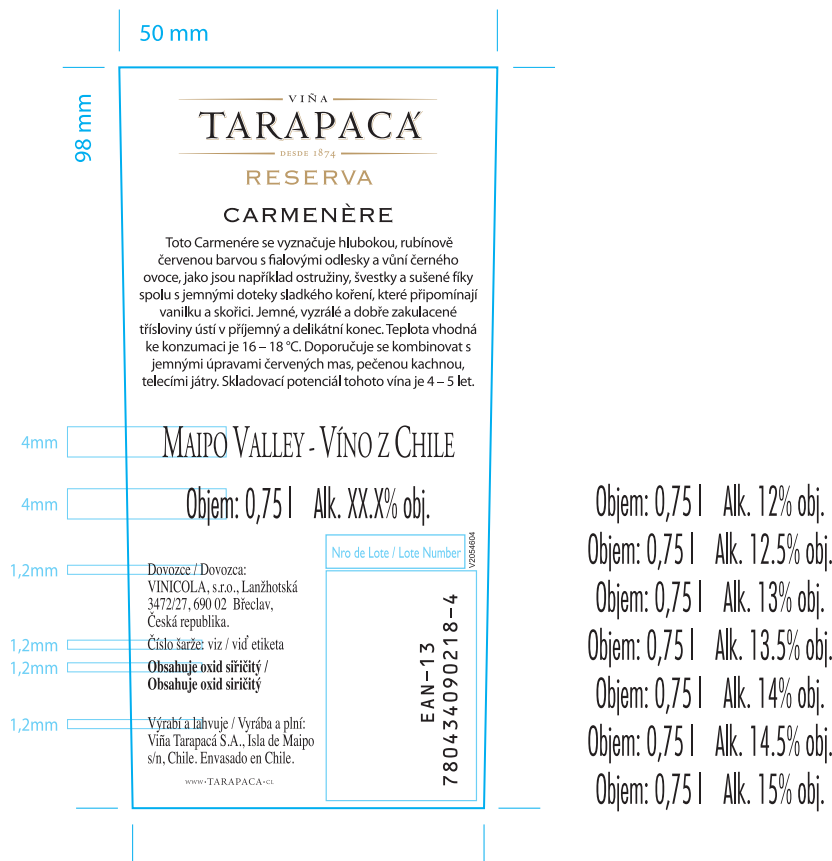 50 mm
98 mm
VIÑA
TARAPACÁ
DESDE 1874
RESERVA
CARMENÈRE
Toto Carmenére se vyznačuje hlubokou, rubínově
červenou barvou s fialovými odlesky a vůní černého
ovoce, jako jsou například ostružiny, švestky a sušené fíky
spolu s jemnými doteky sladkého koření, které připomínají
vanilku a skořici. Jemné, vyzrálé a dobře zakulacené
třísloviny ústí v příjemný a delikátní konec. Teplota vhodná
ke konzumaci je 16 – 18 °C. Doporučuje se kombinovat s
jemnými úpravami červených mas, pečenou kachnou,
telecími játry. Skladovací potenciál tohoto vína je 4 – 5 let.
4mm
MAIPO VALLEY - VÍNO Z CHILE
4mm
Objem: 0,75 l Alk. XX.X% obj.
Nro de Lote / Lote Number
V2054604
1,2mm
Dovozce / Dovozca:
VINICOLA, s.r.o., Lanžhotská
3472/27, 690 02 Břeclav,
Česká republika.
1,2mm
Číslo šarže: viz / viď etiketa
1,2mm
Obsahuje oxid siřičitý /
Obsahuje oxid siričitý
1,2mm
Výrabí a lahvuje / Vyrába a plní:
Viña Tarapacá S.A., Isla de Maipo
s/n, Chile. Envasado en Chile.
WWW•TARAPACA•CL
EAN-13
780434090218-4
Objem: 0,75 l Alk. 12% obj.
Objem: 0,75 l Alk. 12.5% obj.
Objem: 0,75 l Alk. 13% obj.
Objem: 0,75 l Alk. 13.5% obj.
Objem: 0,75 l Alk. 14% obj.
Objem: 0,75 l Alk. 14.5% obj.
Objem: 0,75 l Alk. 15% obj.